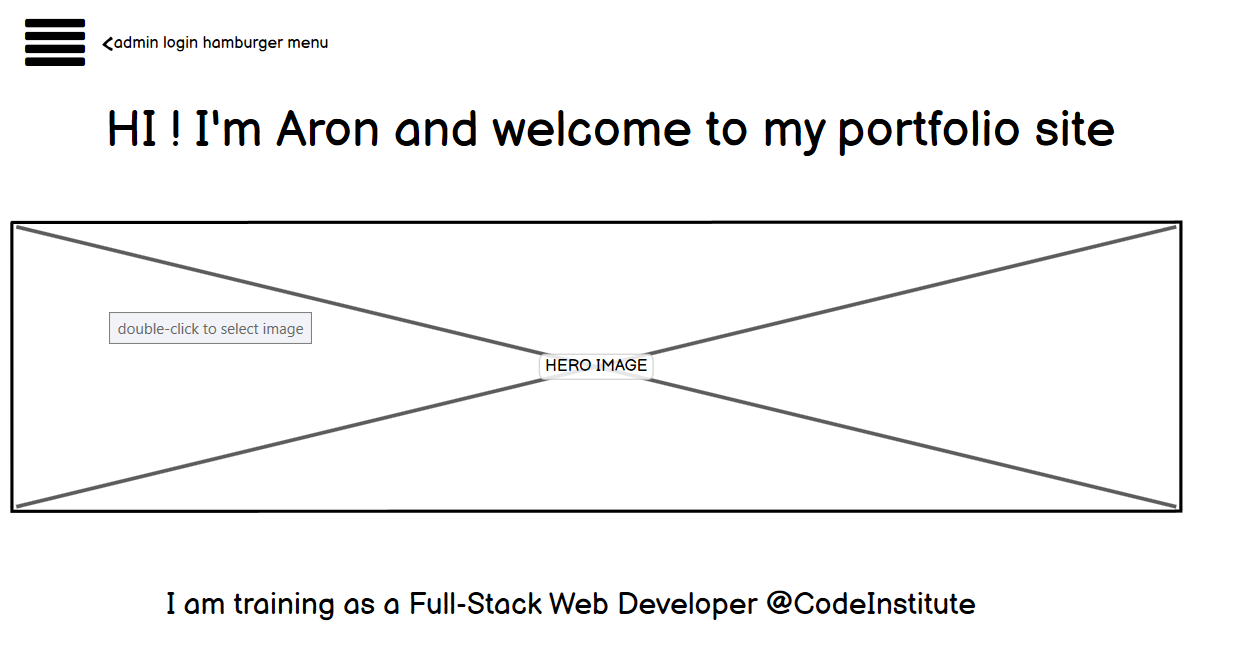 <admin login hamburger menu
HI ! I'm Aron and welcome to my portfolio site
double-click to select image
HERO IMAGE
I am training as a Full-Stack Web Developer @CodeInstitute